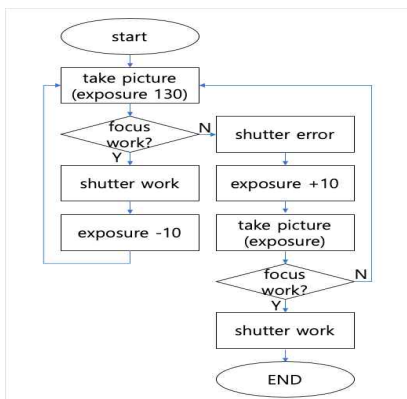 start
take picture
(exposure 130)
focus
work?
N
Y
shutter work
exposure -10
shutter error
exposure +10
take picture
(exposure)
focus
work?
N
Y
shutter work
END